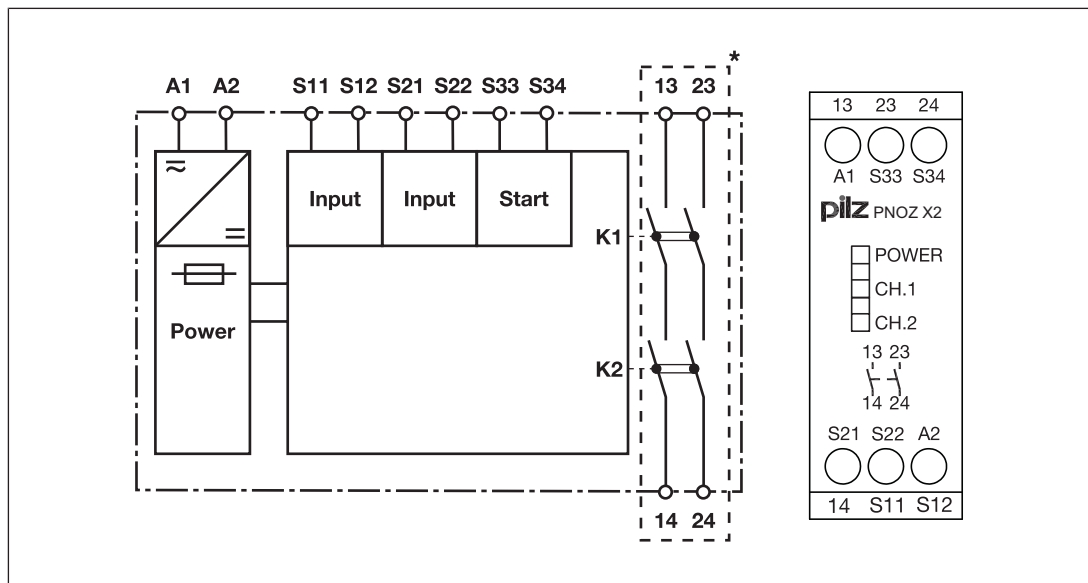 *
A1 A2 S11 S12 S21 S22 S33 S34 13 23
Input Input Start
K1
Power
K2
14 24
13 23 24
A1 S33 S34
pilz PNOZ X2
POWER
CH.1
CH.2
13 23
14 24
S21 S22 A2
14 S11 S12